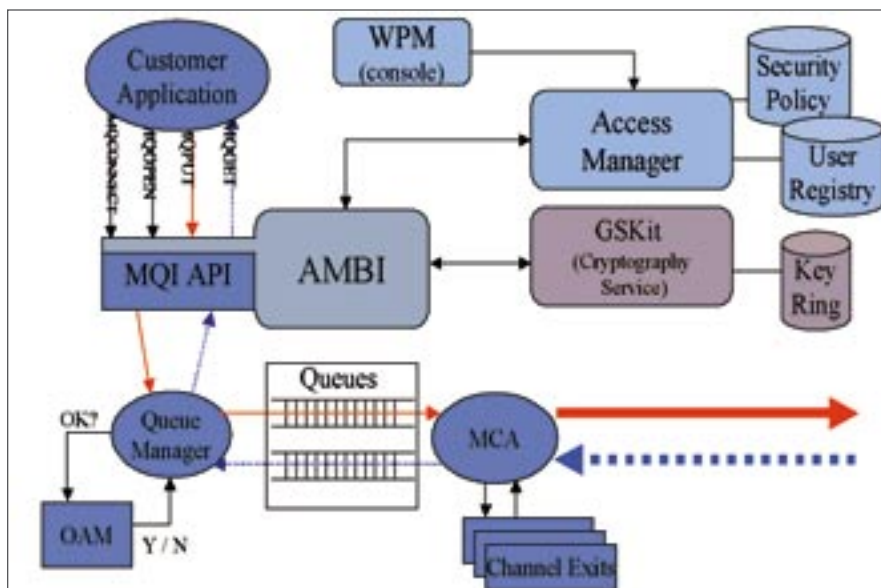 Customer
Application
WPM
(console)
Security
Policy
Access
Manager
User
Registry
MQCONNCT
MQOPEN
MQPUT
MQGET
MQI API
AMBI
GSKit
(Cryptography
Service)
Key
Ring
Queues
OK?
Queue
Manager
MCA
OAM
Y / N
Channel Exits